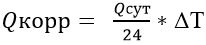 Qкорр = Qсут/24 * ΔT